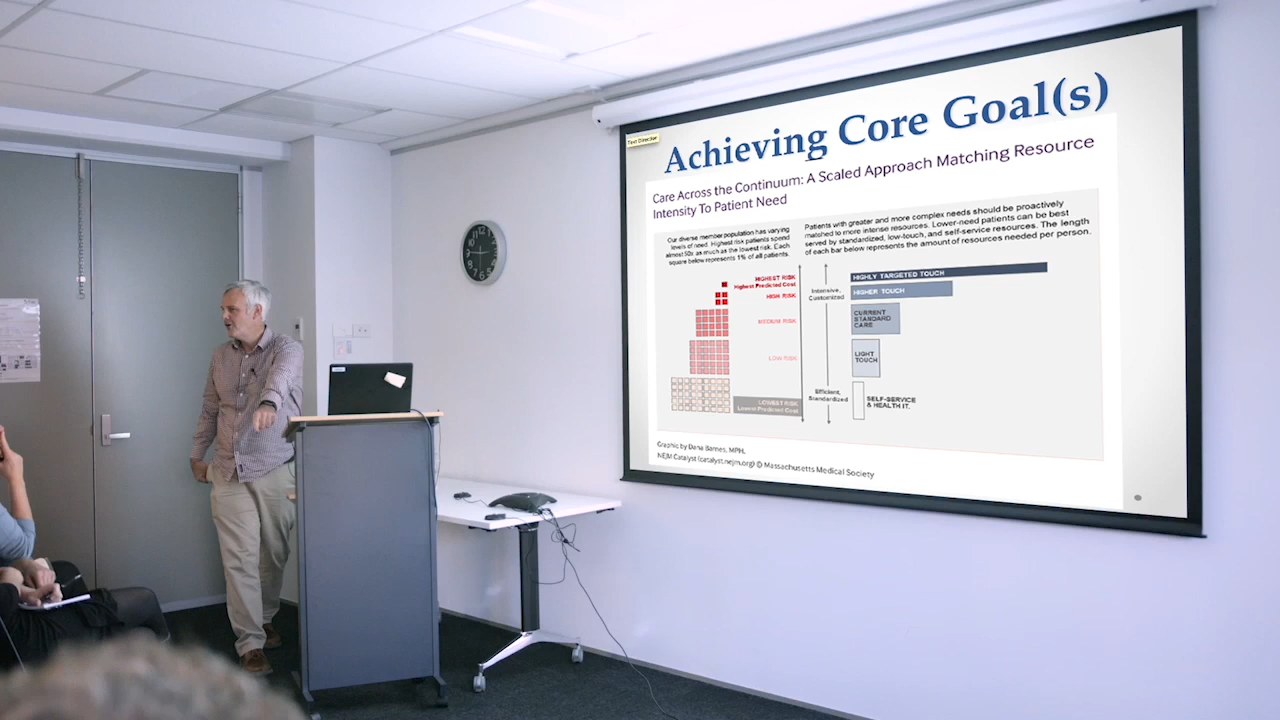 Achieving Core Goal(s)
Text Direction
Care Across the Continuum: A Scaled Approach Matching Resource
Intensity To Patient Need
Our diverse member population has varying
levels of need. Highest risk patients spend
almost 50x as much as the lowest risk. Each
square below represents 1% of all patients.
Patients with greater and more complex needs should be proactively
matched to more intense resources. Lower-need patients can be best
served by standardized, low-touch, and self-service resources. The length
of each bar below represents the amount of resources needed per person.
HIGHEST RISK
Highest Predicted Cost
HIGH RISK
MEDIUM RISK
LOW RISK
LOWEST RISK
Lowest Predicted Cost
Intensive,
Customized
Efficient,
Standardized
HIGHLY TARGETED TOUCH
HIGHER TOUCH
CURRENT
STANDARD
CARE
LIGHT
TOUCH
SELF-SERVICE
& HEALTH IT.
Graphic by Dana Barnes, MPH,
NEJM Catalyst (catalyst.nejm.org) © Massachusetts Medical Society